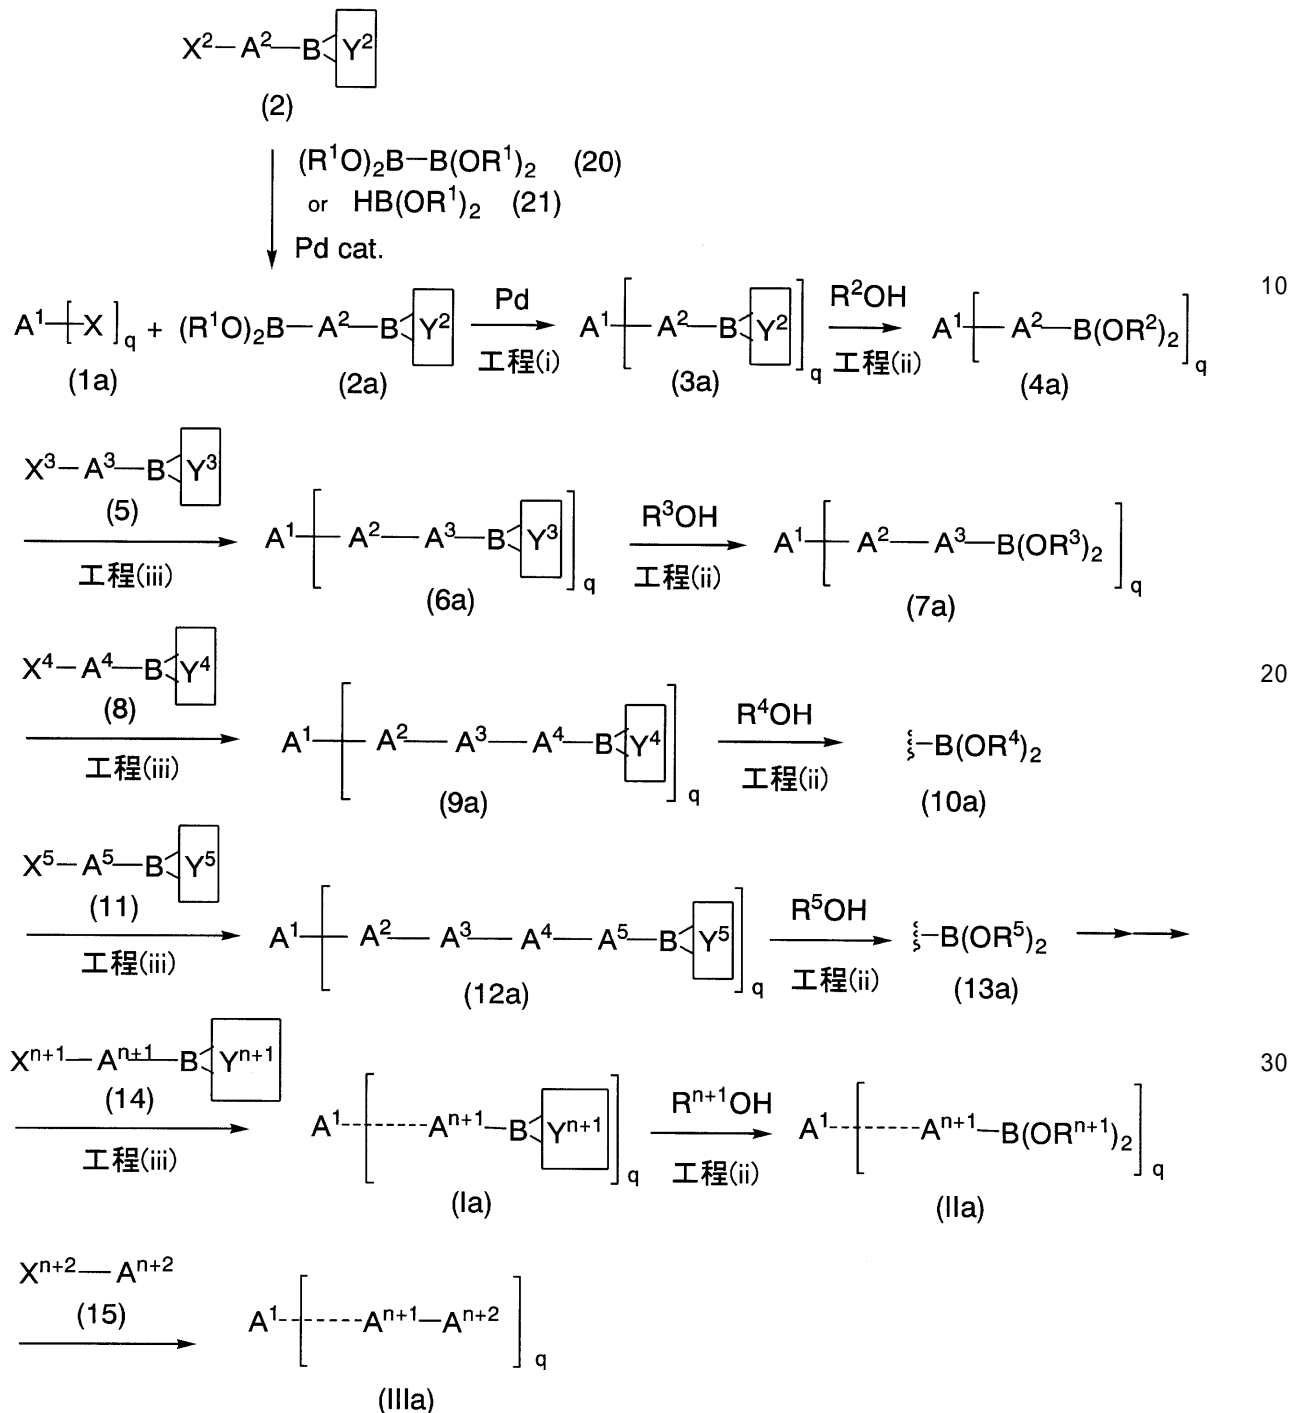 X²–A²–B Y²
(2)
(R¹O)₂B–B(OR¹)₂ (20)
or HB(OR¹)₂ (21)
Pd cat.
10
A¹–[X]q + (R¹O)₂B–A²–B Y² Pd A¹–[A²–B Y²]q R²OH A¹–[A²–B(OR²)₂]q
工程(i) 工程(ii)
(1a) (2a) (3a) (4a)
X³–A³–B Y³
(5)
工程(iii)
A¹–[A²–A³–B Y³]q R³OH A¹–[A²–A³–B(OR³)₂]q
工程(ii)
(6a) (7a)
X⁴–A⁴–B Y⁴
20
(8)
工程(iii)
A¹–[A²–A³–A⁴–B Y⁴]q R⁴OH –B(OR⁴)₂
工程(ii)
(9a) (10a)
X⁵–A⁵–B Y⁵
(11)
工程(iii)
A¹–[A²–A³–A⁴–A⁵–B Y⁵]q R⁵OH –B(OR⁵)₂
工程(ii)
(12a) (13a)
Xⁿ⁺¹–Aⁿ⁺¹–B Yⁿ⁺¹
30
(14)
工程(iii)
A¹[-----Aⁿ⁺¹–B Yⁿ⁺¹]q Rⁿ⁺¹OH A¹[-----Aⁿ⁺¹–B(ORⁿ⁺¹)₂]q
工程(ii)
(Ia) (IIa)
Xⁿ⁺²–Aⁿ⁺²
(15)
A¹[-----Aⁿ⁺¹–Aⁿ⁺²]q
(IIIa)